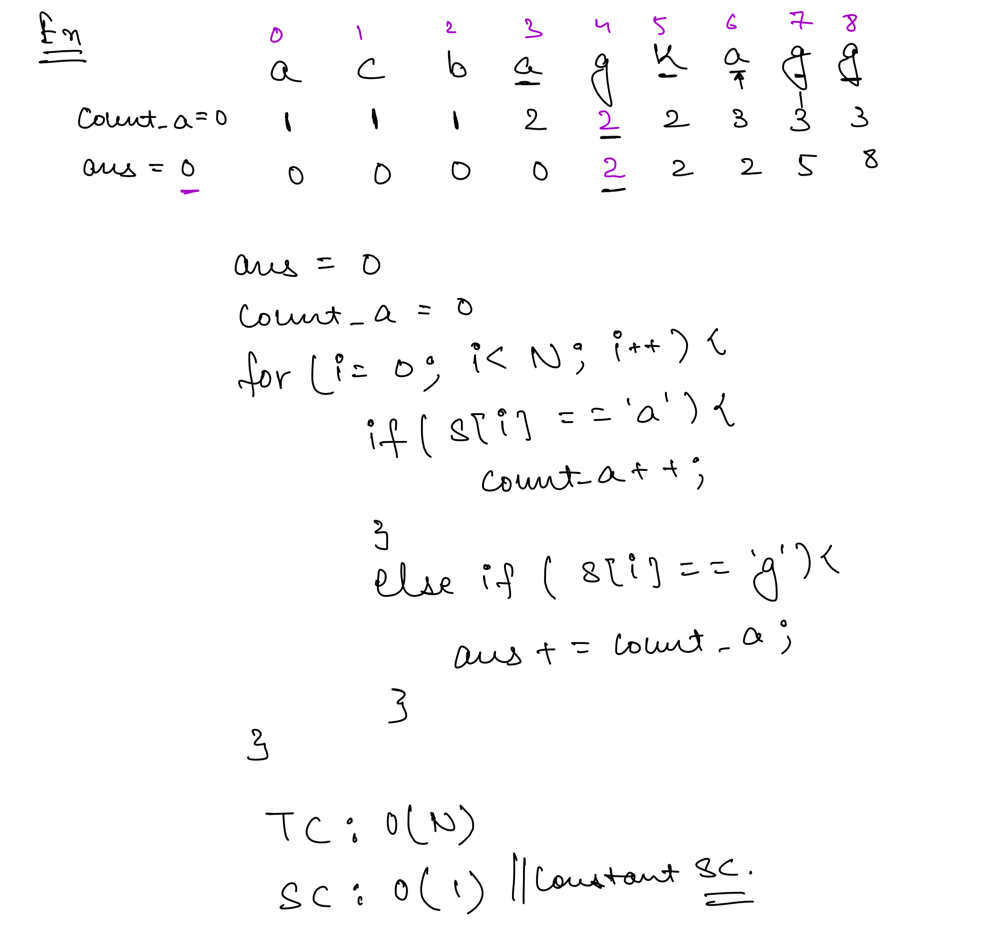 Ex 0 1 2 3 4 5 6 7 8
a c b a g k a g g
Count_a=0 1 1 1 2 2 2 3 3 3
ans = 0 0 0 0 0 2 2 2 5 8
ans = 0
Count_a = 0
for (i= 0; i< N; i++) {
if( S[i] == 'a') {
count_a++;
}
else if ( S[i] == 'g') {
ans += count_a;
}
}
TC: O(N)
SC: O(1) //Constant SC.